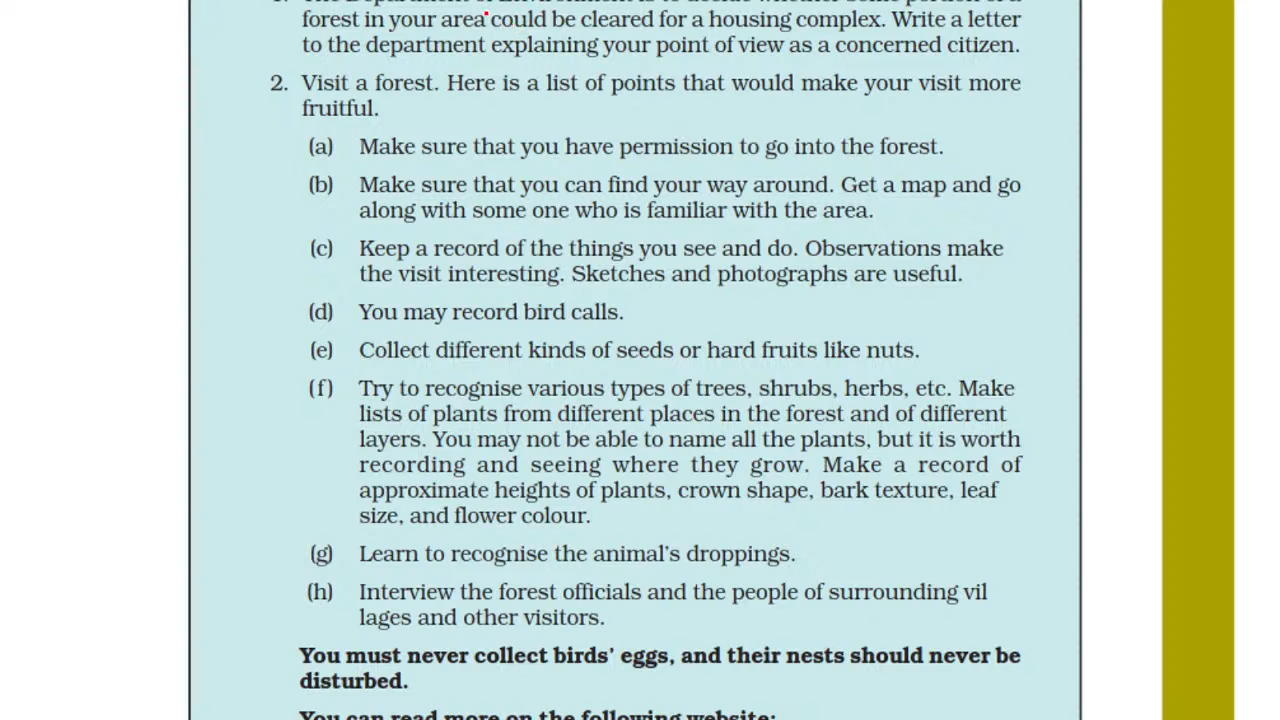 forest in your area could be cleared for a housing complex. Write a letter
to the department explaining your point of view as a concerned citizen.
2. Visit a forest. Here is a list of points that would make your visit more
fruitful.
(a) Make sure that you have permission to go into the forest.
(b) Make sure that you can find your way around. Get a map and go
along with some one who is familiar with the area.
(c) Keep a record of the things you see and do. Observations make
the visit interesting. Sketches and photographs are useful.
(d) You may record bird calls.
(e) Collect different kinds of seeds or hard fruits like nuts.
(f) Try to recognise various types of trees, shrubs, herbs, etc. Make
lists of plants from different places in the forest and of different
layers. You may not be able to name all the plants, but it is worth
recording and seeing where they grow. Make a record of
approximate heights of plants, crown shape, bark texture, leaf
size, and flower colour.
(g) Learn to recognise the animal's droppings.
(h) Interview the forest officials and the people of surrounding vil
lages and other visitors.
You must never collect birds' eggs, and their nests should never be
disturbed.
You can read more on the following website: